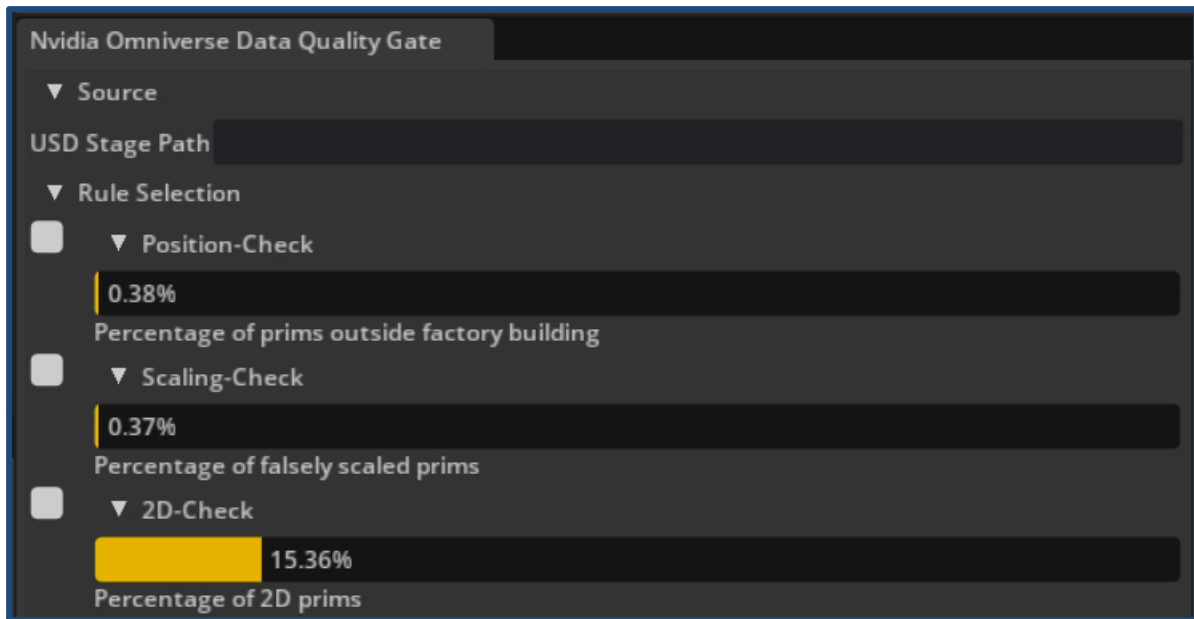 Nvidia Omniverse Data Quality Gate
Source
USD Stage Path
Rule Selection
Position-Check
0.38%
Percentage of prims outside factory building
Scaling-Check
0.37%
Percentage of falsely scaled prims
2D-Check
15.36%
Percentage of 2D prims